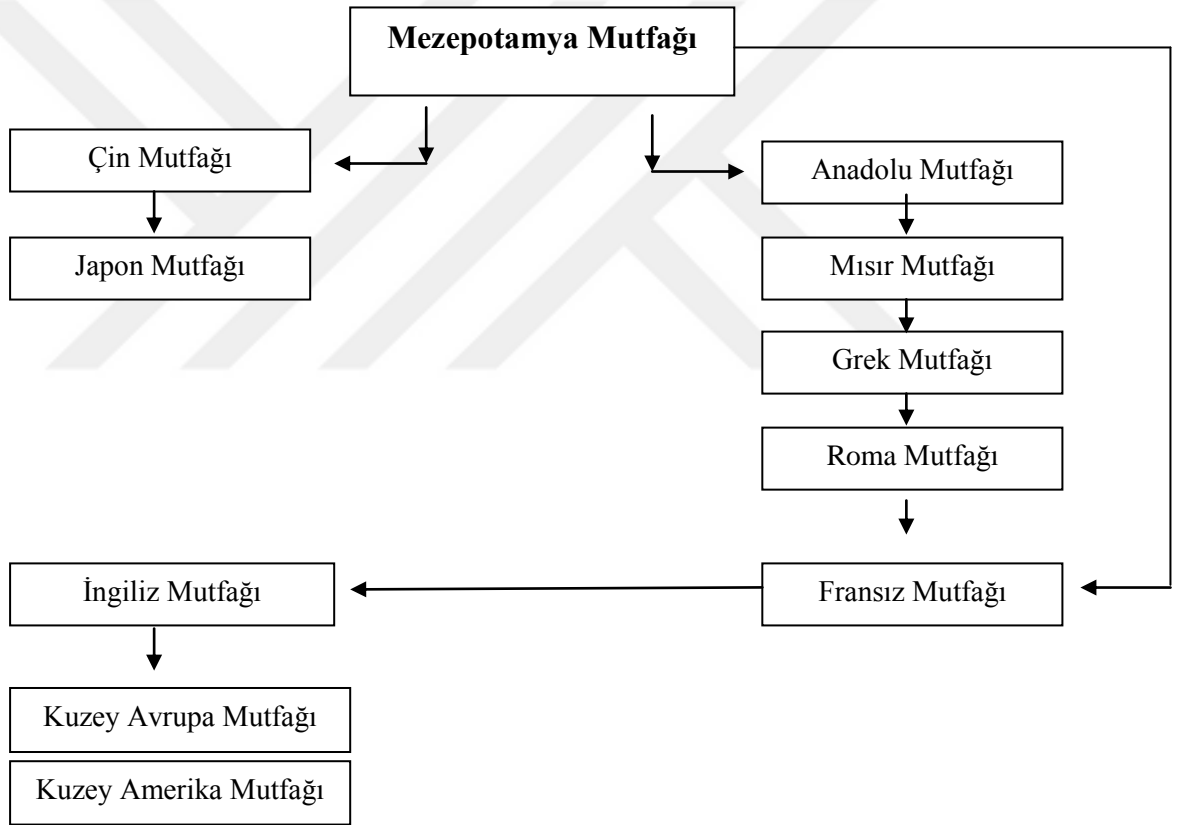 Mezepotamya Mutfağı
Çin Mutfağı
Anadolu Mutfağı
Japon Mutfağı
Mısır Mutfağı
Grek Mutfağı
Roma Mutfağı
İngiliz Mutfağı
Fransız Mutfağı
Kuzey Avrupa Mutfağı
Kuzey Amerika Mutfağı